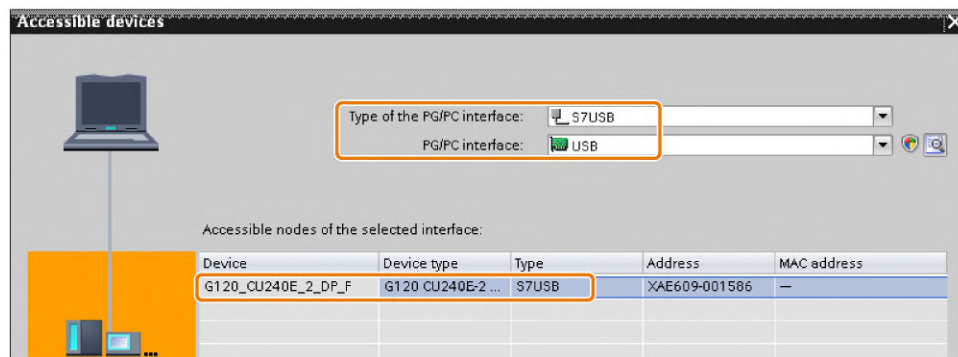 Accessible devices
Type of the PG/PC interface: S7USB
PG/PC interface: USB
Accessible nodes of the selected interface:
Device Device type Type Address MAC address
G120_CU240E_2_DP_F G120 CU240E-2 ... S7USB XAE609-001586 —